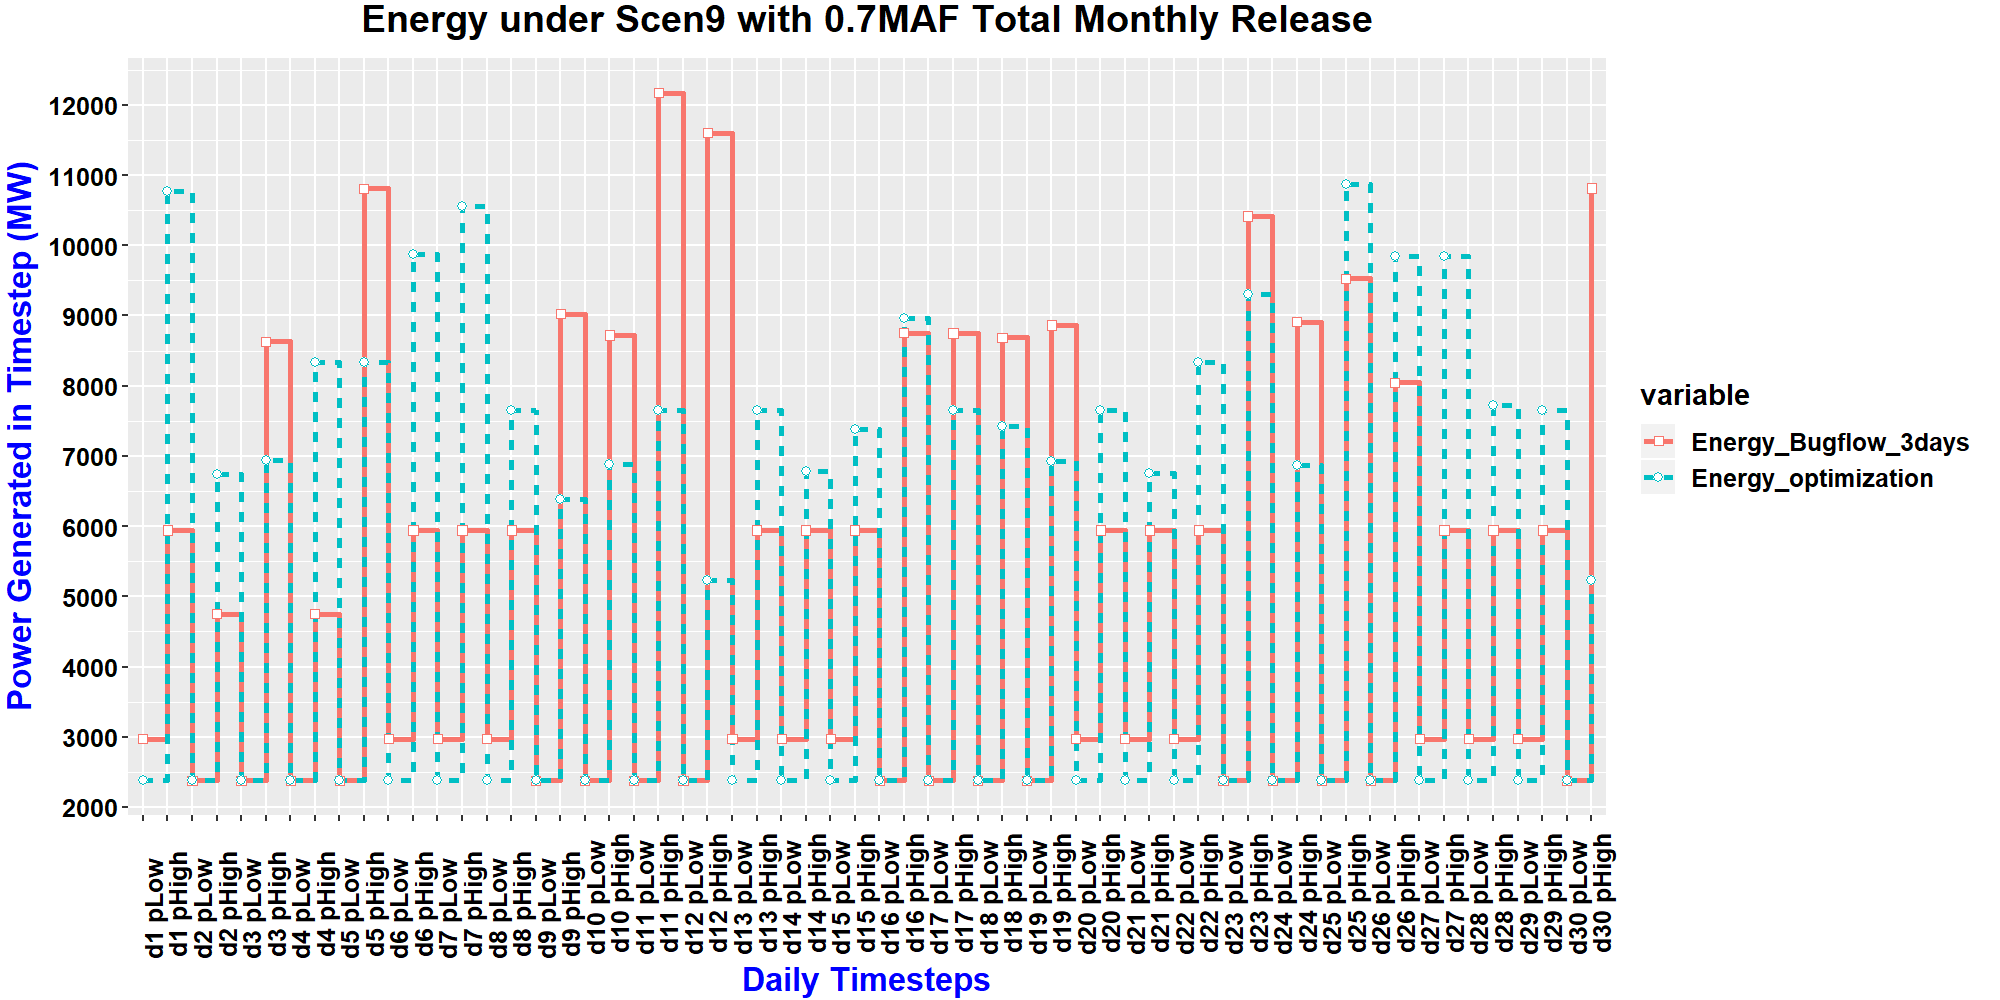 Energy under Scen9 with 0.7MAF Total Monthly Release
Power Generated in Timestep (MW)
12000
11000
10000
9000
8000
7000
6000
5000
4000
3000
2000
d1 pLow
d1 pHigh
d2 pLow
d2 pHigh
d3 pLow
d3 pHigh
d4 pLow
d4 pHigh
d5 pLow
d5 pHigh
d6 pLow
d6 pHigh
d7 pLow
d7 pHigh
d8 pLow
d8 pHigh
d9 pLow
d9 pHigh
d10 pLow
d10 pHigh
d11 pLow
d11 pHigh
d12 pLow
d12 pHigh
d13 pLow
d13 pHigh
d14 pLow
d14 pHigh
d15 pLow
d15 pHigh
d16 pLow
d16 pHigh
d17 pLow
d17 pHigh
d18 pLow
d18 pHigh
d19 pLow
d19 pHigh
d20 pLow
d20 pHigh
d21 pLow
d21 pHigh
d22 pLow
d22 pHigh
d23 pLow
d23 pHigh
d24 pLow
d24 pHigh
d25 pLow
d25 pHigh
d26 pLow
d26 pHigh
d27 pLow
d27 pHigh
d28 pLow
d28 pHigh
d29 pLow
d29 pHigh
d30 pLow
d30 pHigh
Daily Timesteps
variable
Energy_Bugflow_3days
Energy_optimization